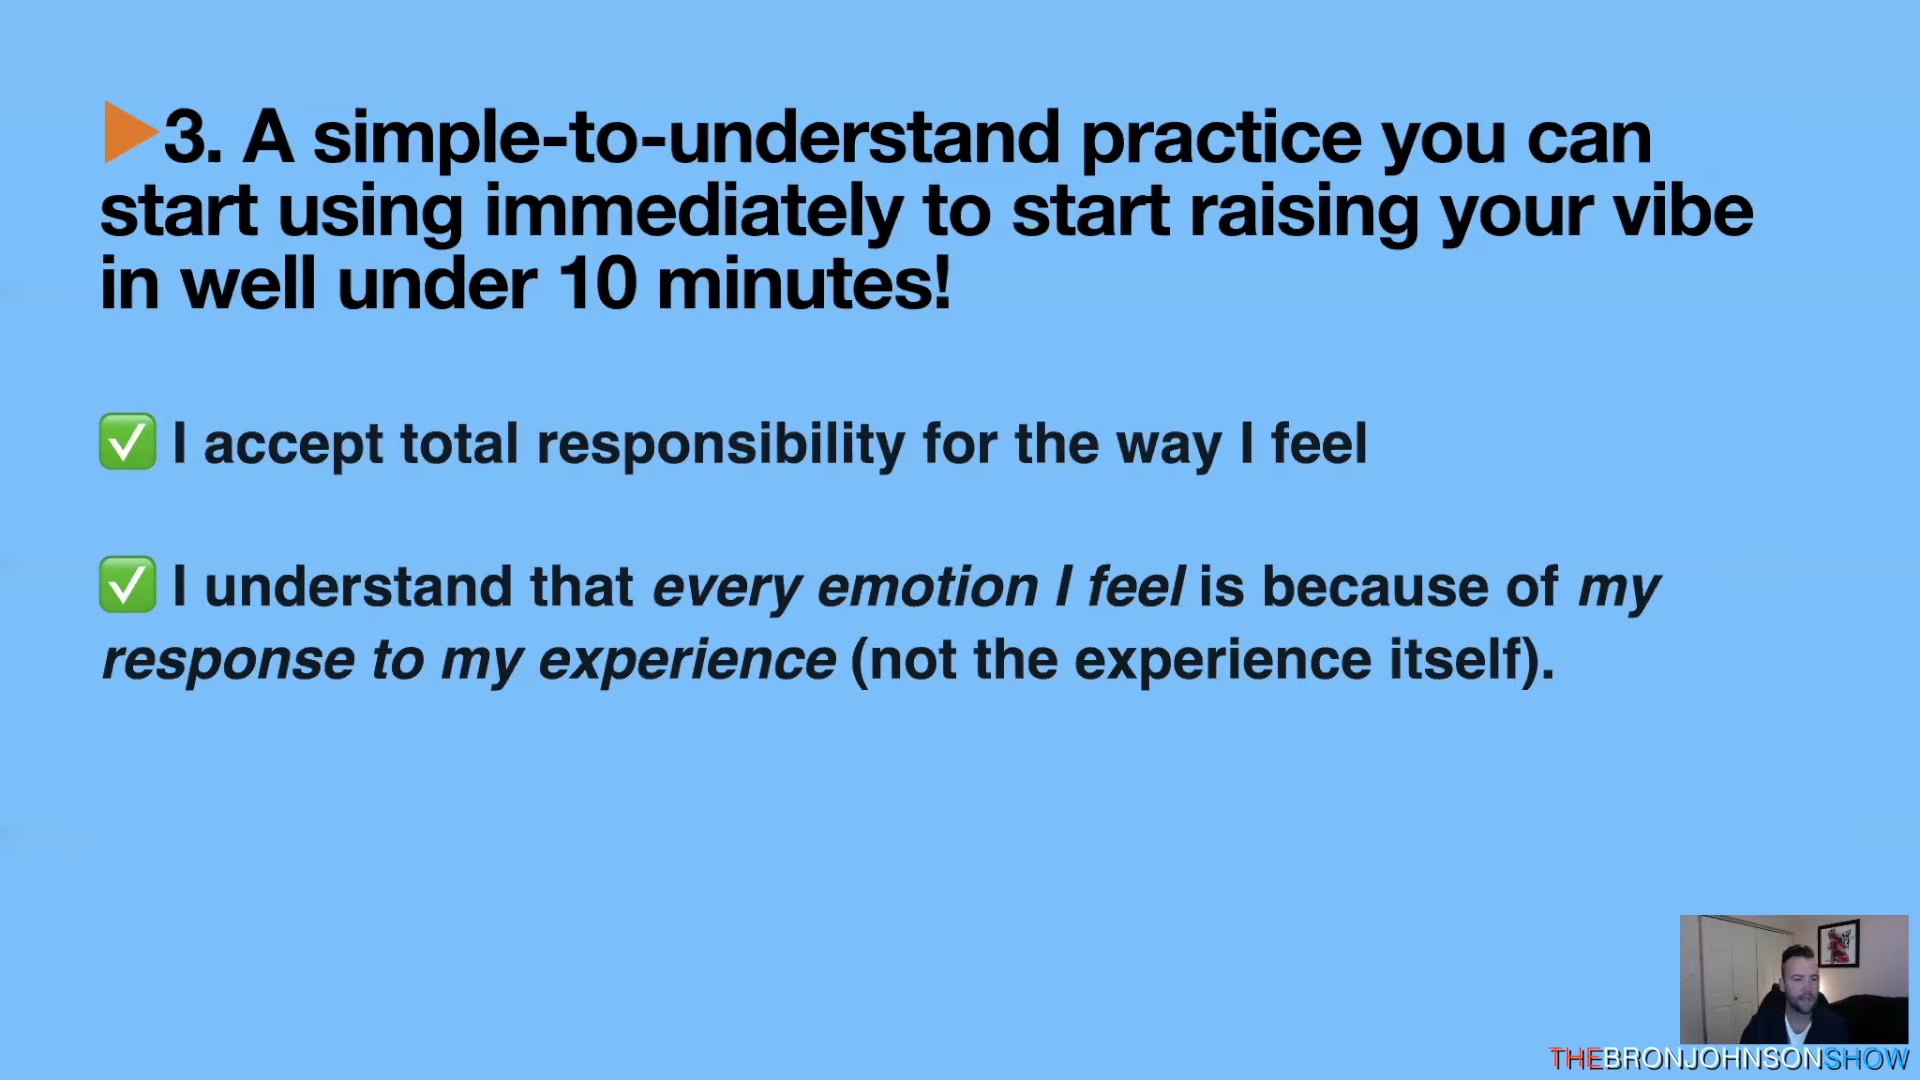 3. A simple-to-understand practice you can
start using immediately to start raising your vibe
in well under 10 minutes!
I accept total responsibility for the way I feel
I understand that every emotion I feel is because of my
response to my experience (not the experience itself).
THEBRONJOHNSONSHOW